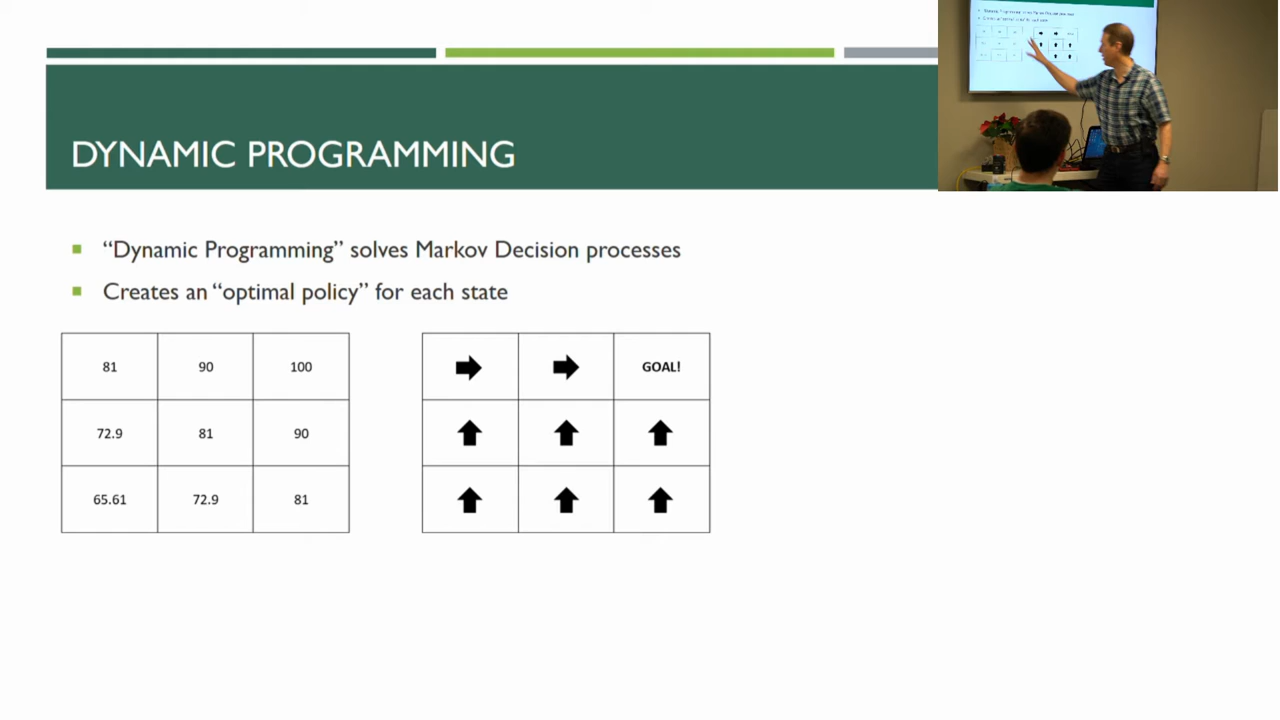 DYNAMIC PROGRAMMING
“Dynamic Programming” solves Markov Decision processes
Creates an “optimal policy” for each state
81 90 100
72.9 81 90
65.61 72.9 81
GOAL!